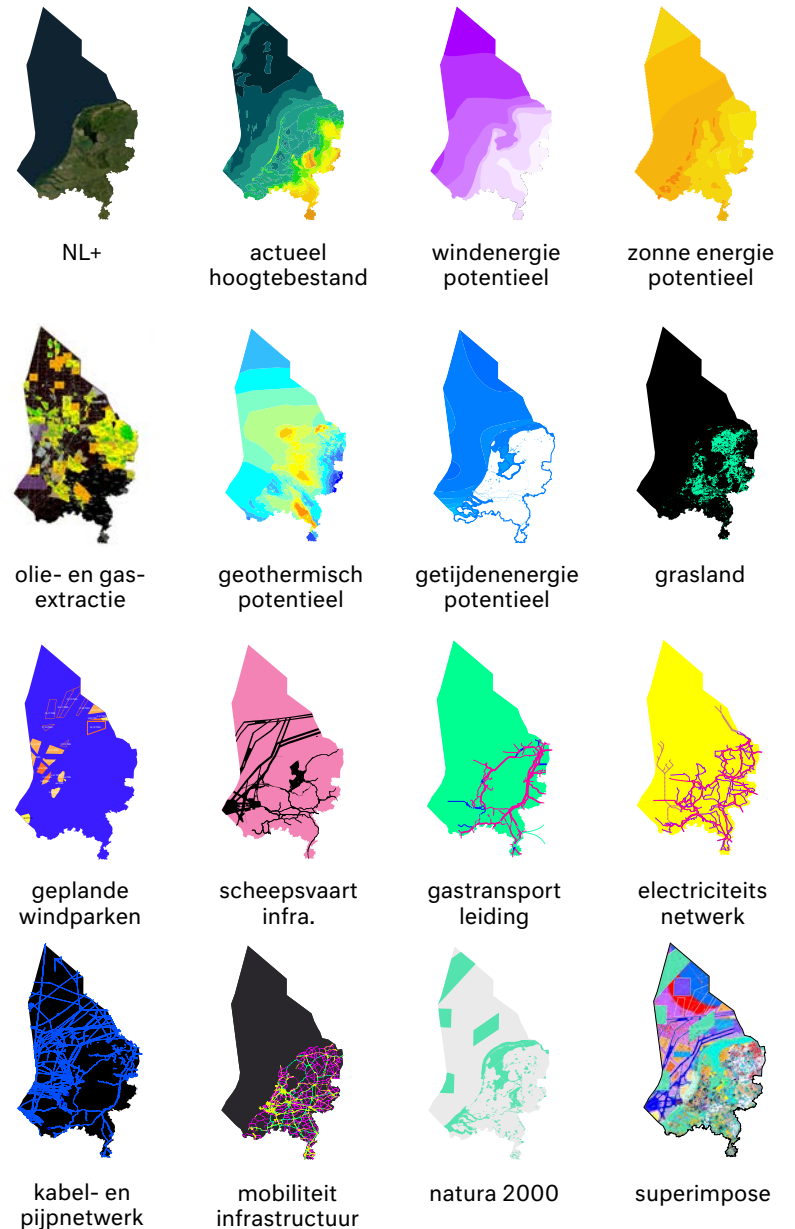 NL+
actueel
hoogtebestand
windenergie
potentieel
zonne energie
potentieel
olie- en gas-
extractie
geothermisch
potentieel
getijdenenergie
potentieel
grasland
geplande
windparken
scheepsvaart
infra.
gastransport
leiding
electriciteits
netwerk
kabel- en
pijpnetwerk
mobiliteit
infrastructuur
natura 2000
superimpose